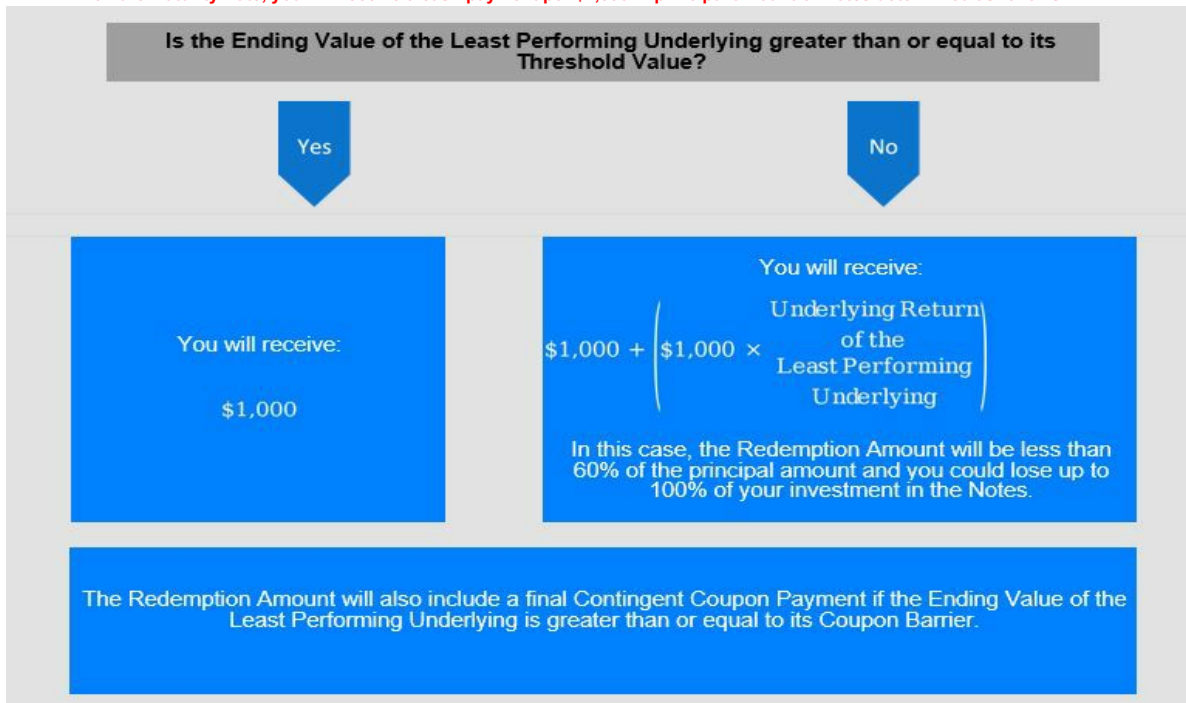 Is the Ending Value of the Least Performing Underlying greater than or equal to its
Threshold Value?
Yes
No
You will receive:
$1,000
You will receive:
$1,000 + ($1,000 × Underlying Return
of the
Least Performing
Underlying)
In this case, the Redemption Amount will be less than
60% of the principal amount and you could lose up to
100% of your investment in the Notes.
The Redemption Amount will also include a final Contingent Coupon Payment if the Ending Value of the
Least Performing Underlying is greater than or equal to its Coupon Barrier.